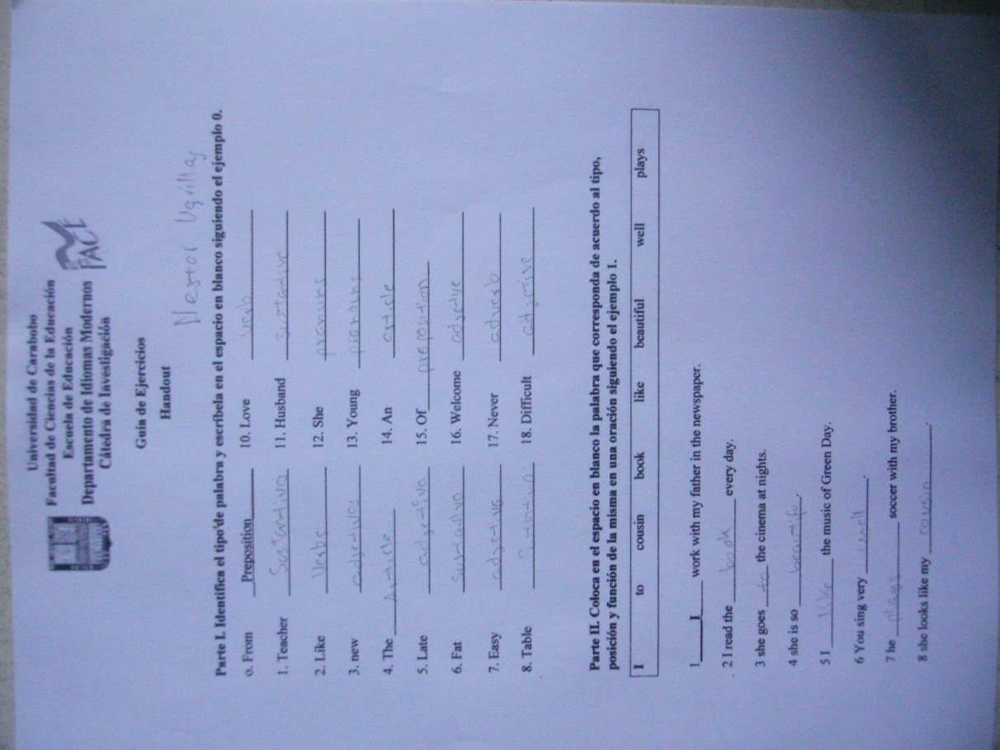 Universidad de Carabobo
Facultad de Ciencias de la Educación
Escuela de Educación
Departamento de Idiomas Modernos
Cátedra de Investigación
FACE
Guía de Ejercicios
Handout
Nestor
Parte I. Identifica el tipo de palabra y escríbela en el espacio en blanco siguiendo el ejemplo 0.
o. From Preposition 10. Love verb
1. Teacher Sustantivo 11. Husband sustantive
2. Like Verbo 12. She pronouns
3. new adjetivos 13. Young pronouns
4. The Article 14. An article
5. Late adjetivo 15. Of preposition
6. Fat 16. Welcome adjetive
7. Easy adjetivo 17. Never adverb
8. Table 18. Difficult adjective
Parte II. Coloca en el espacio en blanco la palabra que corresponda de acuerdo al tipo,
posición y función de la misma en una oración siguiendo el ejemplo 1.
I to cousin book like beautiful well plays
1 I work with my father in the newspaper.
2 I read the book every day.
3 she goes to the cinema at nights.
4 she is so .
5 I like the music of Green Day.
6 You sing very well.
7 he plays soccer with my brother.
8 she looks like my cousin.